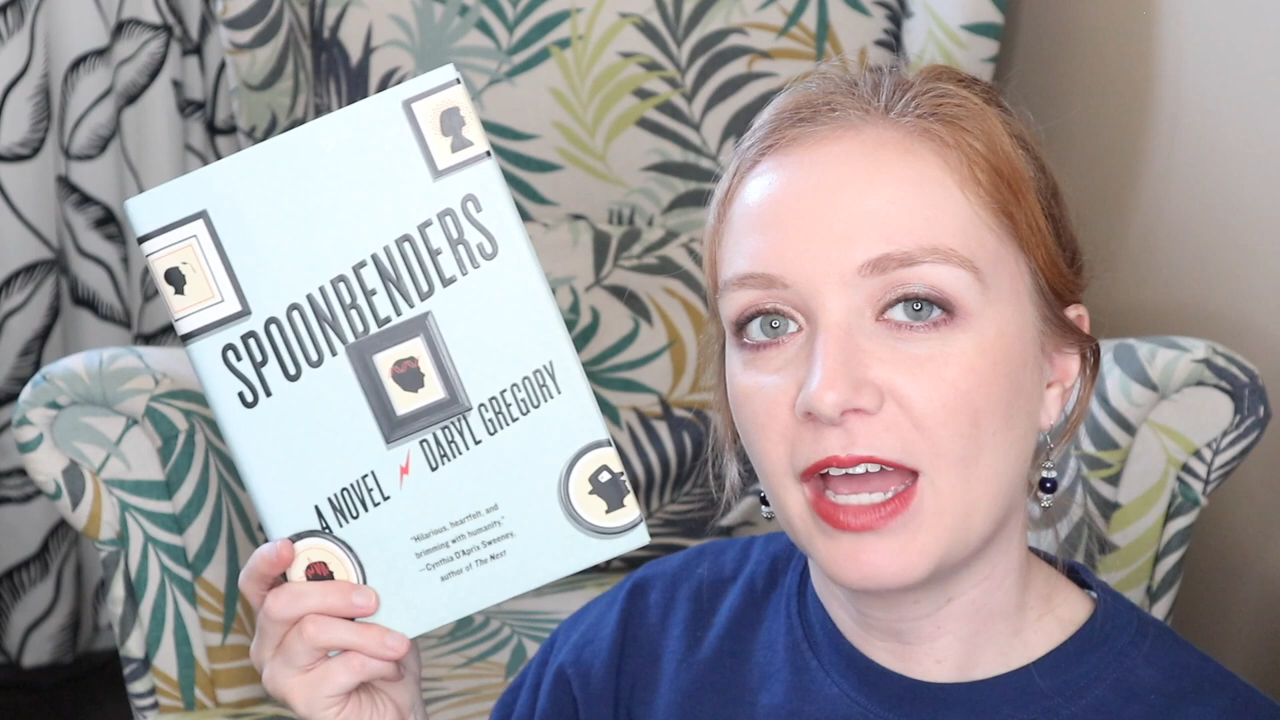 SPOONBENDERS
A NOVEL DARYL GREGORY
"Hilarious, heartfelt, and
brimming with humanity."
—Cynthia D'Aprix Sweeney,
author of The Nest